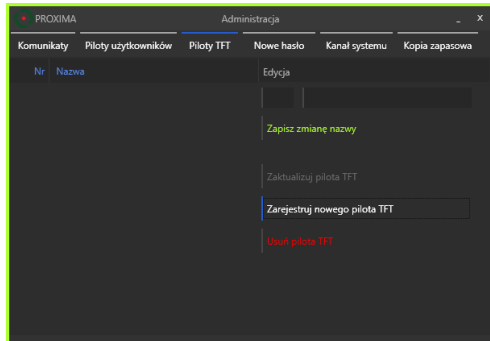 PROXIMA Administracja _ X
Komunikaty Piloty użytkowników Piloty TFT Nowe hasło Kanał systemu Kopia zapasowa
Nr Nazwa Edycja
Zapisz zmianę nazwy
Zaktualizuj pilota TFT
Zarejestruj nowego pilota TFT
Usuń pilota TFT